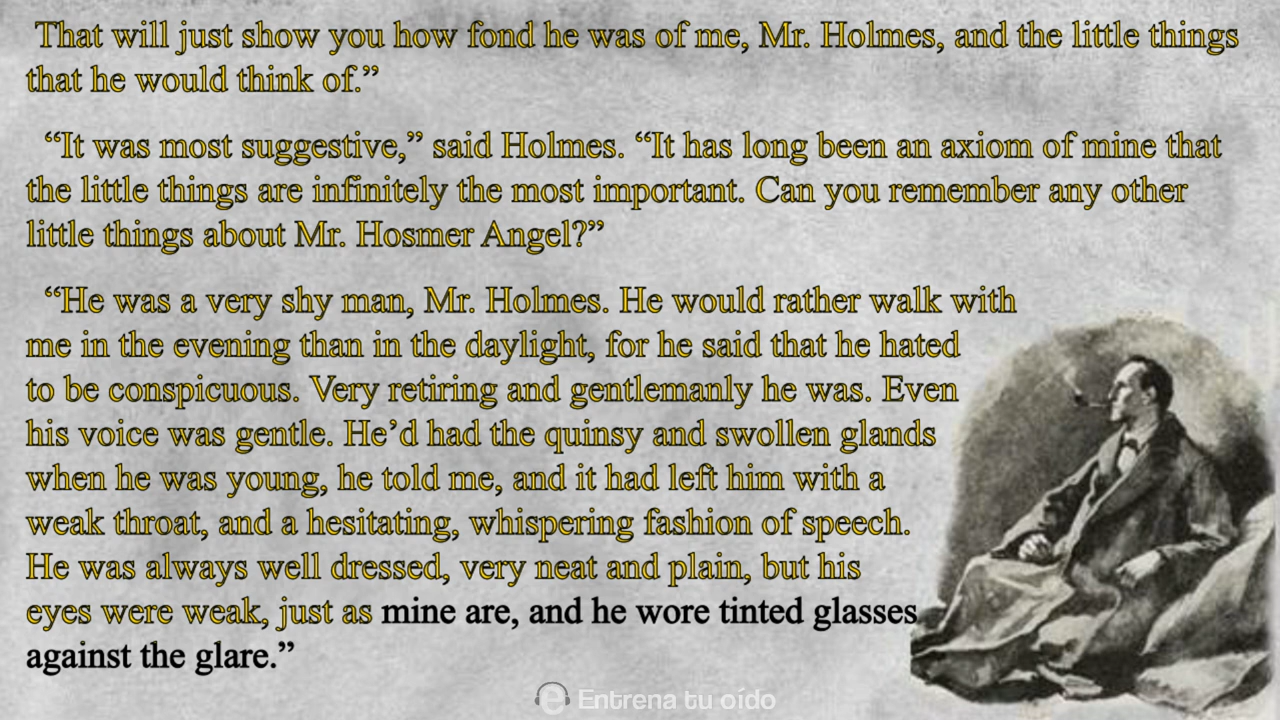 That will just show you how fond he was of me, Mr. Holmes, and the little things
that he would think of.”
“It was most suggestive,” said Holmes. “It has long been an axiom of mine that
the little things are infinitely the most important. Can you remember any other
little things about Mr. Hosmer Angel?”
“He was a very shy man, Mr. Holmes. He would rather walk with
me in the evening than in the daylight, for he said that he hated
to be conspicuous. Very retiring and gentlemanly he was. Even
his voice was gentle. He’d had the quinsy and swollen glands
when he was young, he told me, and it had left him with a
weak throat, and a hesitating, whispering fashion of speech.
He was always well dressed, very neat and plain, but his
eyes were weak, just as mine are, and he wore tinted glasses
against the glare.”
e Entrena tu oído